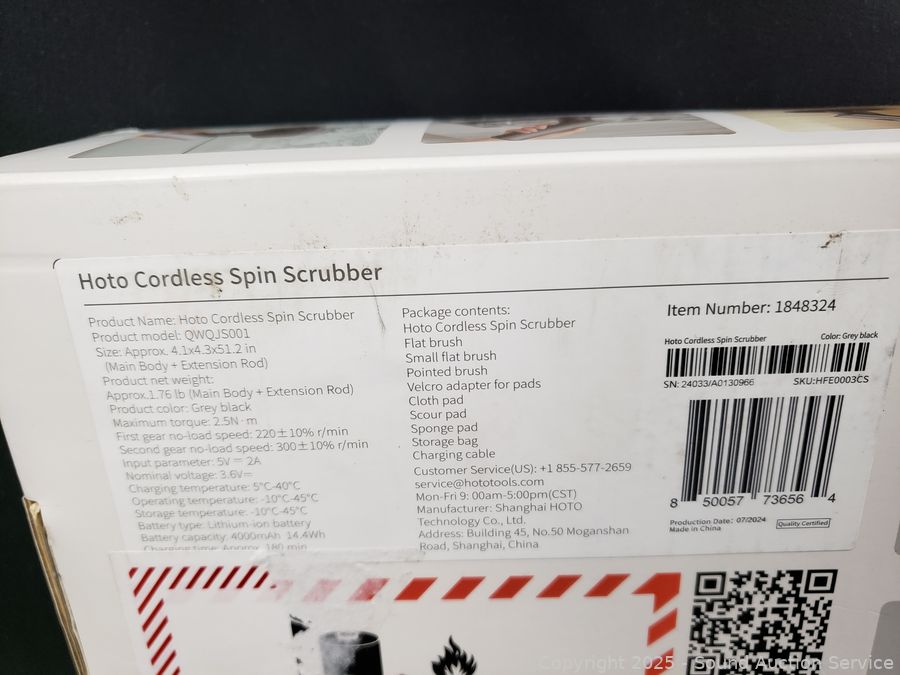 Hoto Cordless Spin Scrubber
Product Name: Hoto Cordless Spin Scrubber
Product model: QWQJS001
Size: Approx. 4.1x4.3x51.2 in
(Main Body + Extension Rod)
Product net weight:
Approx.1.76 lb (Main Body + Extension Rod)
Product color: Grey black
Maximum torque: 2.5N·m
First gear no-load speed: 220±10% r/min
Second gear no-load speed: 300±10% r/min
Input parameter: 5V⎓2A
Nominal voltage: 3.6V⎓
Charging temperature: 5°C-40°C
Operating temperature: -10°C-45°C
Storage temperature: -10°C-45°C
Battery type: Lithium-ion battery
Battery capacity: 4000mAh 14.4Wh
Charging time: Approx. 180 min
Package contents:
Hoto Cordless Spin Scrubber
Flat brush
Small flat brush
Pointed brush
Velcro adapter for pads
Cloth pad
Scour pad
Sponge pad
Storage bag
Charging cable
Customer Service(US): +1 855-577-2659
service@hototools.com
Mon-Fri 9: 00am-5:00pm(CST)
Manufacturer: Shanghai HOTO
Technology Co., Ltd.
Address: Building 45, No.50 Moganshan
Road, Shanghai, China
Item Number: 1848324
Hoto Cordless Spin Scrubber Color: Grey black
SN: 24033/A0130966 SKU:HFE0003CS
8 50057 73656 4
Production Date: 07/2024 Quality Certified
Made in China
Copyright 2025 - Sound Auction Service